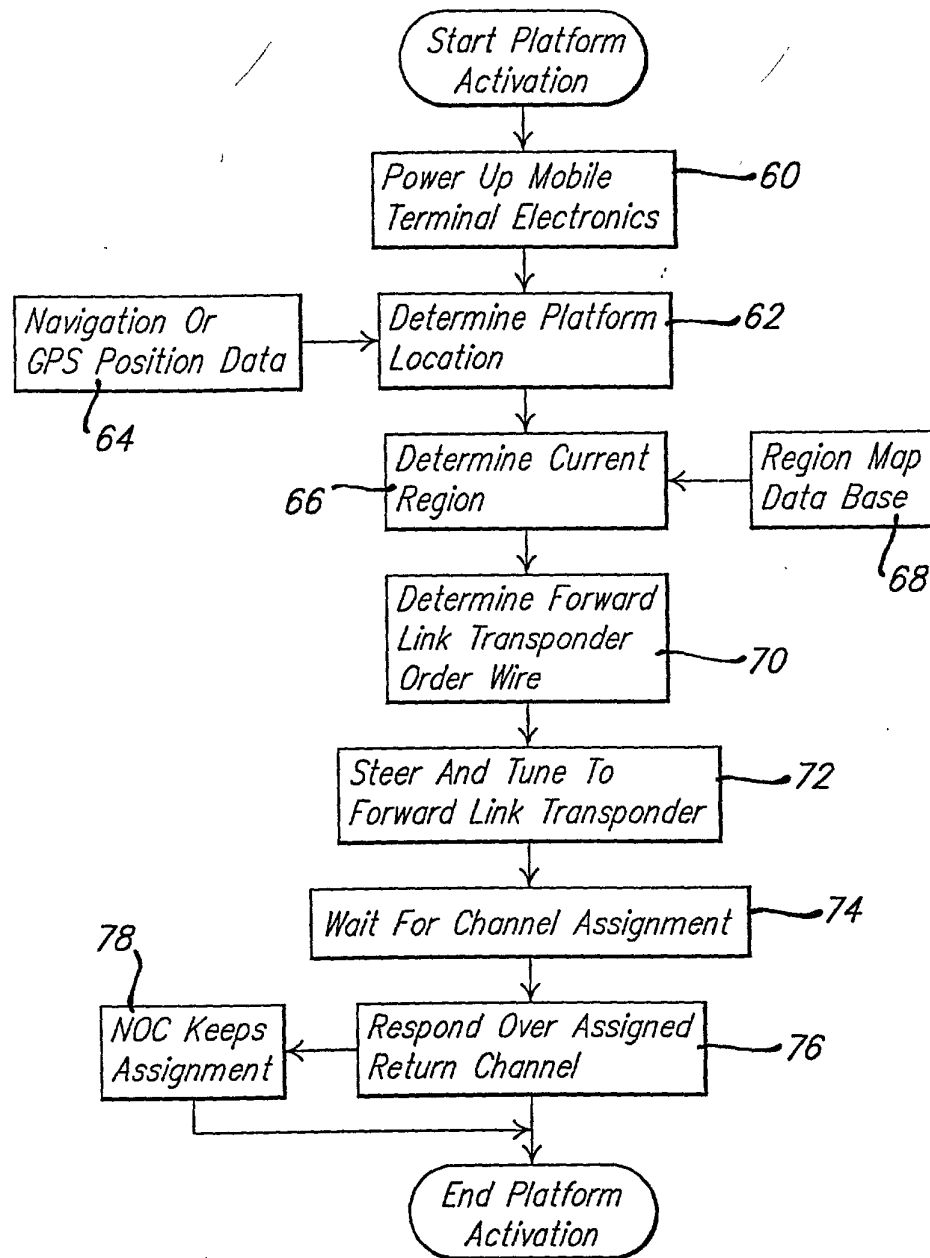 Start Platform
Activation
Power Up Mobile
Terminal Electronics
60
Navigation Or
GPS Position Data
64
Determine Platform
Location
62
Determine Current
Region
66
Region Map
Data Base
68
Determine Forward
Link Transponder
Order Wire
70
Steer And Tune To
Forward Link Transponder
72
Wait For Channel Assignment
74
78
NOC Keeps
Assignment
Respond Over Assigned
Return Channel
76
End Platform
Activation